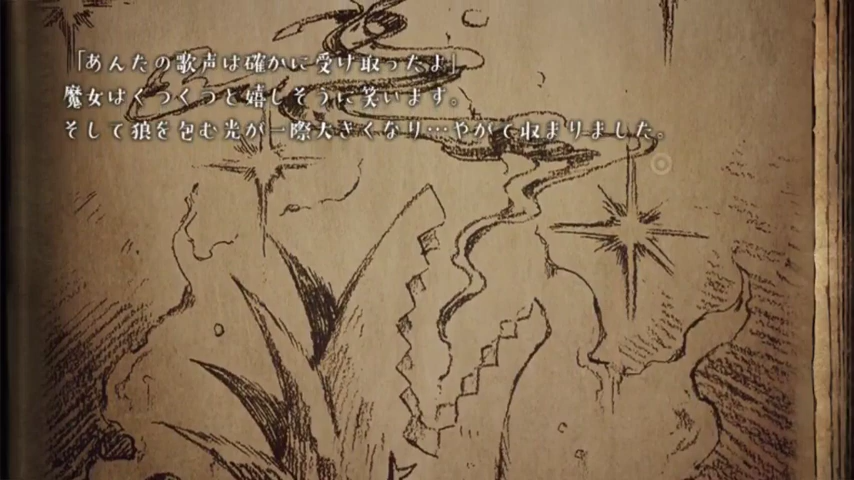 「あんたの歌声は確かに受け取ったよ」
魔女はくつくつと嬉しそうに笑います。
そして狼を包む光が一際大きくなり…やがて収まりました。